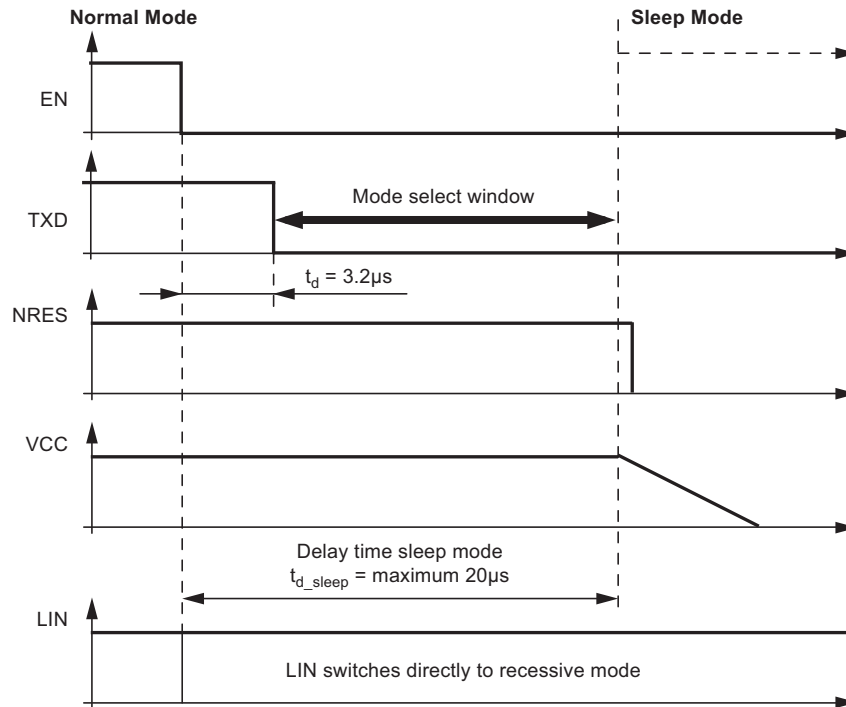 Normal Mode
Sleep Mode
EN
TXD
Mode select window
t_d = 3.2µs
NRES
VCC
Delay time sleep mode
t_d_sleep = maximum 20µs
LIN
LIN switches directly to recessive mode